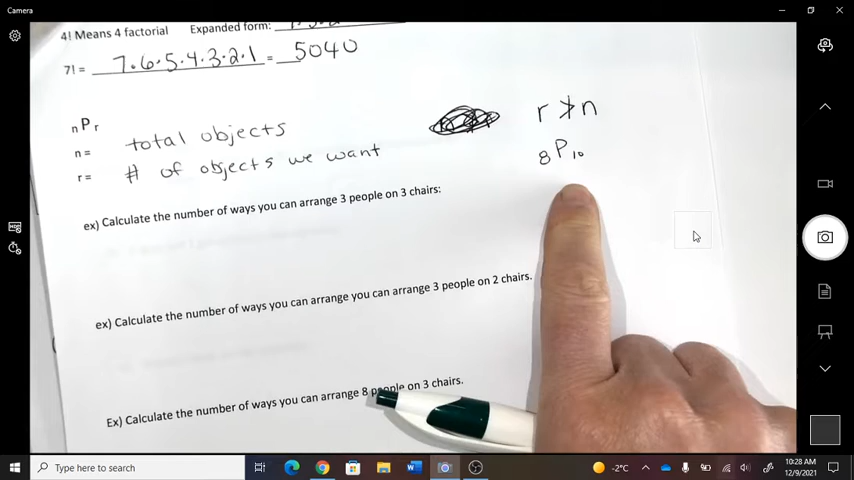 Camera
4! Means 4 factorial Expanded form:
7! = 7·6·5·4·3·2·1 = 5040
nPr
n = total objects
r = # of objects we want
r ≯ n
8P10
ex) Calculate the number of ways you can arrange 3 people on 3 chairs:
ex) Calculate the number of ways you can arrange you can arrange 3 people on 2 chairs.
Ex) Calculate the number of ways you can arrange 8 people on 3 chairs.
Type here to search
-2°C
10:28 AM
12/9/2021